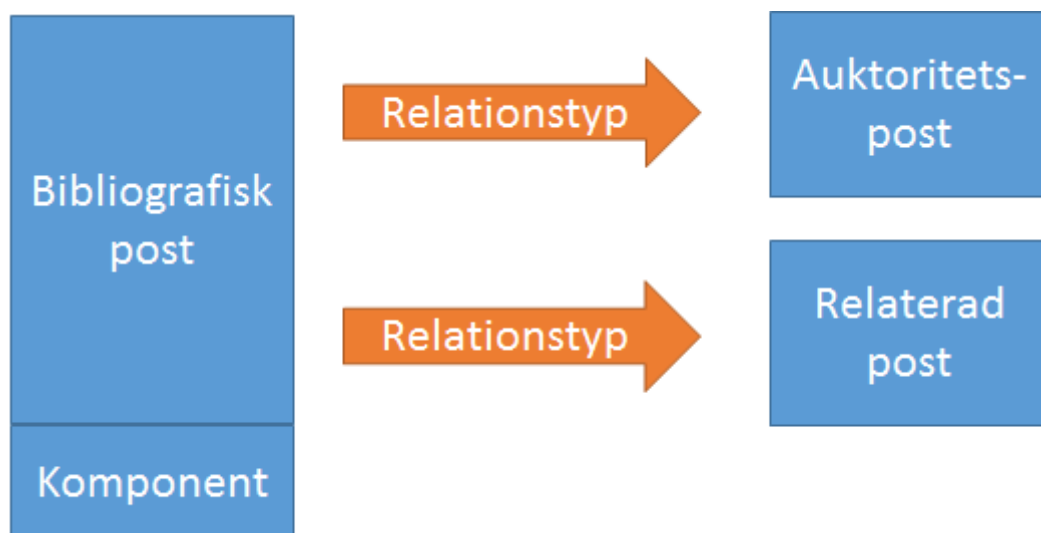 Bibliografisk
post
Komponent
Relationstyp
Relationstyp
Auktoritets-
post
Relaterad
post